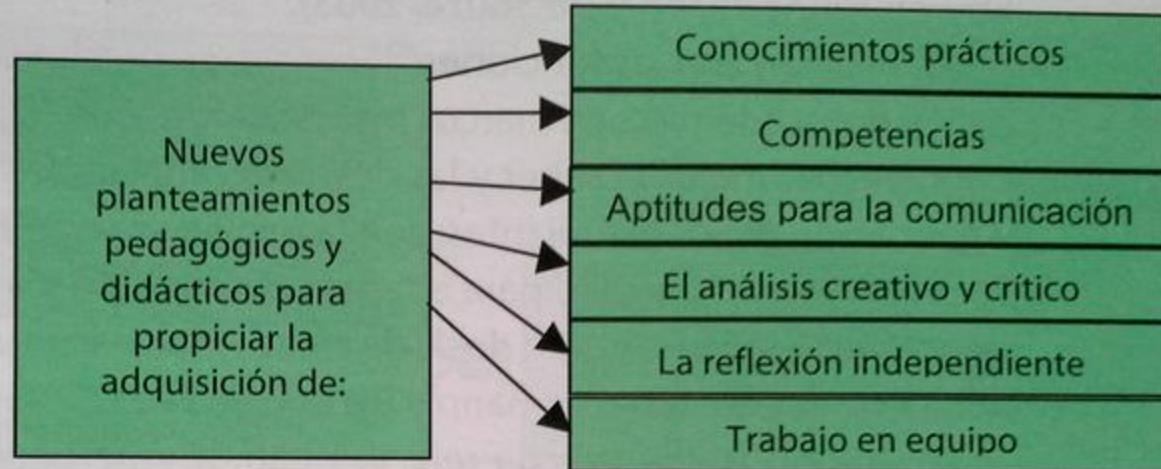 Nuevos
planteamientos
pedagógicos y
didácticos para
propiciar la
adquisición de:
Conocimientos prácticos
Competencias
Aptitudes para la comunicación
El análisis creativo y crítico
La reflexión independiente
Trabajo en equipo